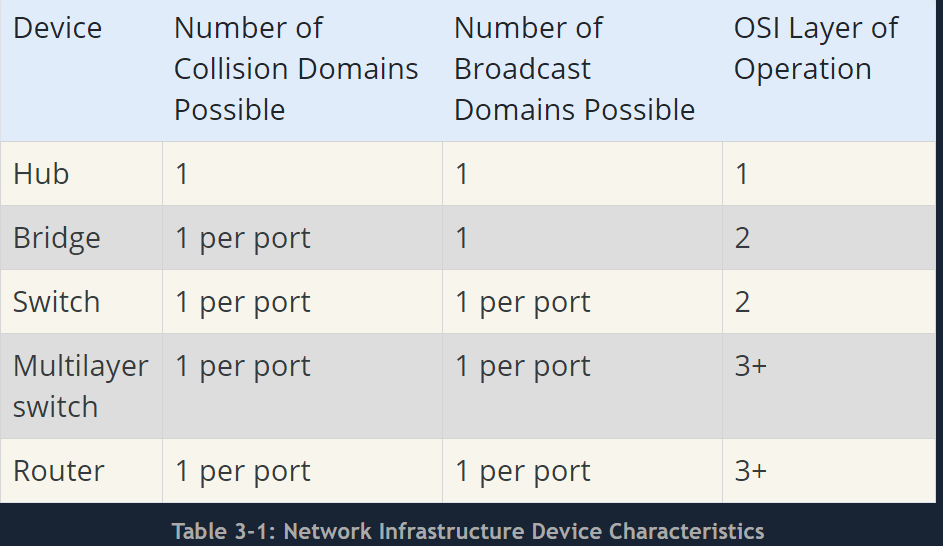 Device
Number of
Collision Domains
Possible
Number of
Broadcast
Domains Possible
OSI Layer of
Operation
Hub
1
1
1
Bridge
1 per port
1
2
Switch
1 per port
1 per port
2
Multilayer
switch
1 per port
1 per port
3+
Router
1 per port
1 per port
3+
Table 3-1: Network Infrastructure Device Characteristics